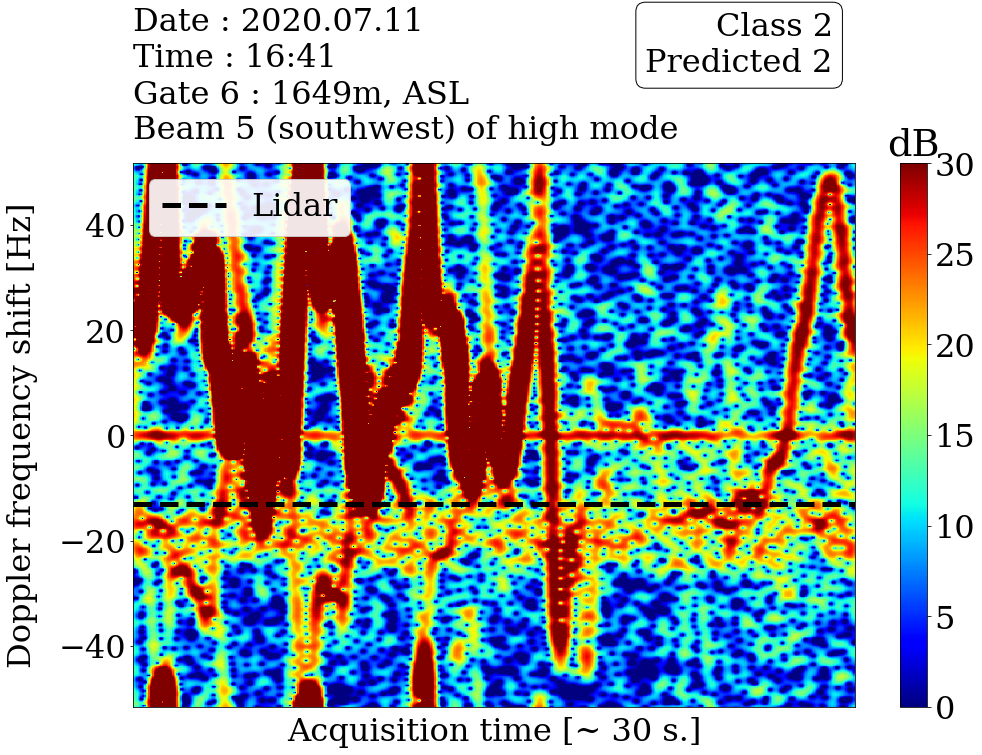 Date : 2020.07.11
Time : 16:41
Gate 6 : 1649m, ASL
Beam 5 (southwest) of high mode
Class 2
Predicted 2
dB
Lidar
Doppler frequency shift [Hz]
40
20
0
−20
−40
Acquisition time [~ 30 s.]
30
25
20
15
10
5
0